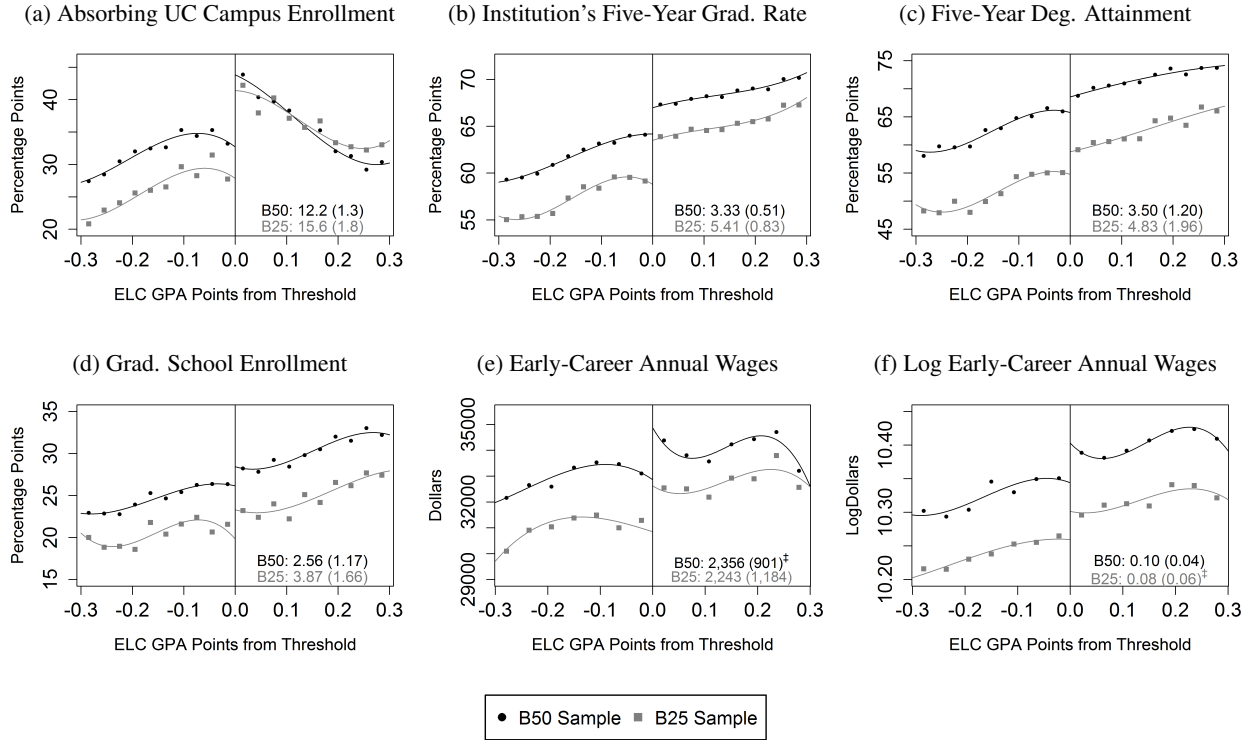 (a) Absorbing UC Campus Enrollment
Percentage Points
20 30 40
B50: 12.2 (1.3)
B25: 15.6 (1.8)
-0.3 -0.2 -0.1 0.0 0.1 0.2 0.3
ELC GPA Points from Threshold
(b) Institution's Five-Year Grad. Rate
Percentage Points
55 60 65 70
B50: 3.33 (0.51)
B25: 5.41 (0.83)
-0.3 -0.2 -0.1 0.0 0.1 0.2 0.3
ELC GPA Points from Threshold
(c) Five-Year Deg. Attainment
Percentage Points
45 55 65 75
B50: 3.50 (1.20)
B25: 4.83 (1.96)
-0.3 -0.2 -0.1 0.0 0.1 0.2 0.3
ELC GPA Points from Threshold
(d) Grad. School Enrollment
Percentage Points
15 20 25 30 35
B50: 2.56 (1.17)
B25: 3.87 (1.66)
-0.3 -0.2 -0.1 0.0 0.1 0.2 0.3
ELC GPA Points from Threshold
(e) Early-Career Annual Wages
Dollars
29000 32000 35000
B50: 2,356 (901)‡
B25: 2,243 (1,184)
-0.3 -0.2 -0.1 0.0 0.1 0.2 0.3
ELC GPA Points from Threshold
(f) Log Early-Career Annual Wages
LogDollars
10.20 10.30 10.40
B50: 0.10 (0.04)
B25: 0.08 (0.06)‡
-0.3 -0.2 -0.1 0.0 0.1 0.2 0.3
ELC GPA Points from Threshold
B50 Sample B25 Sample